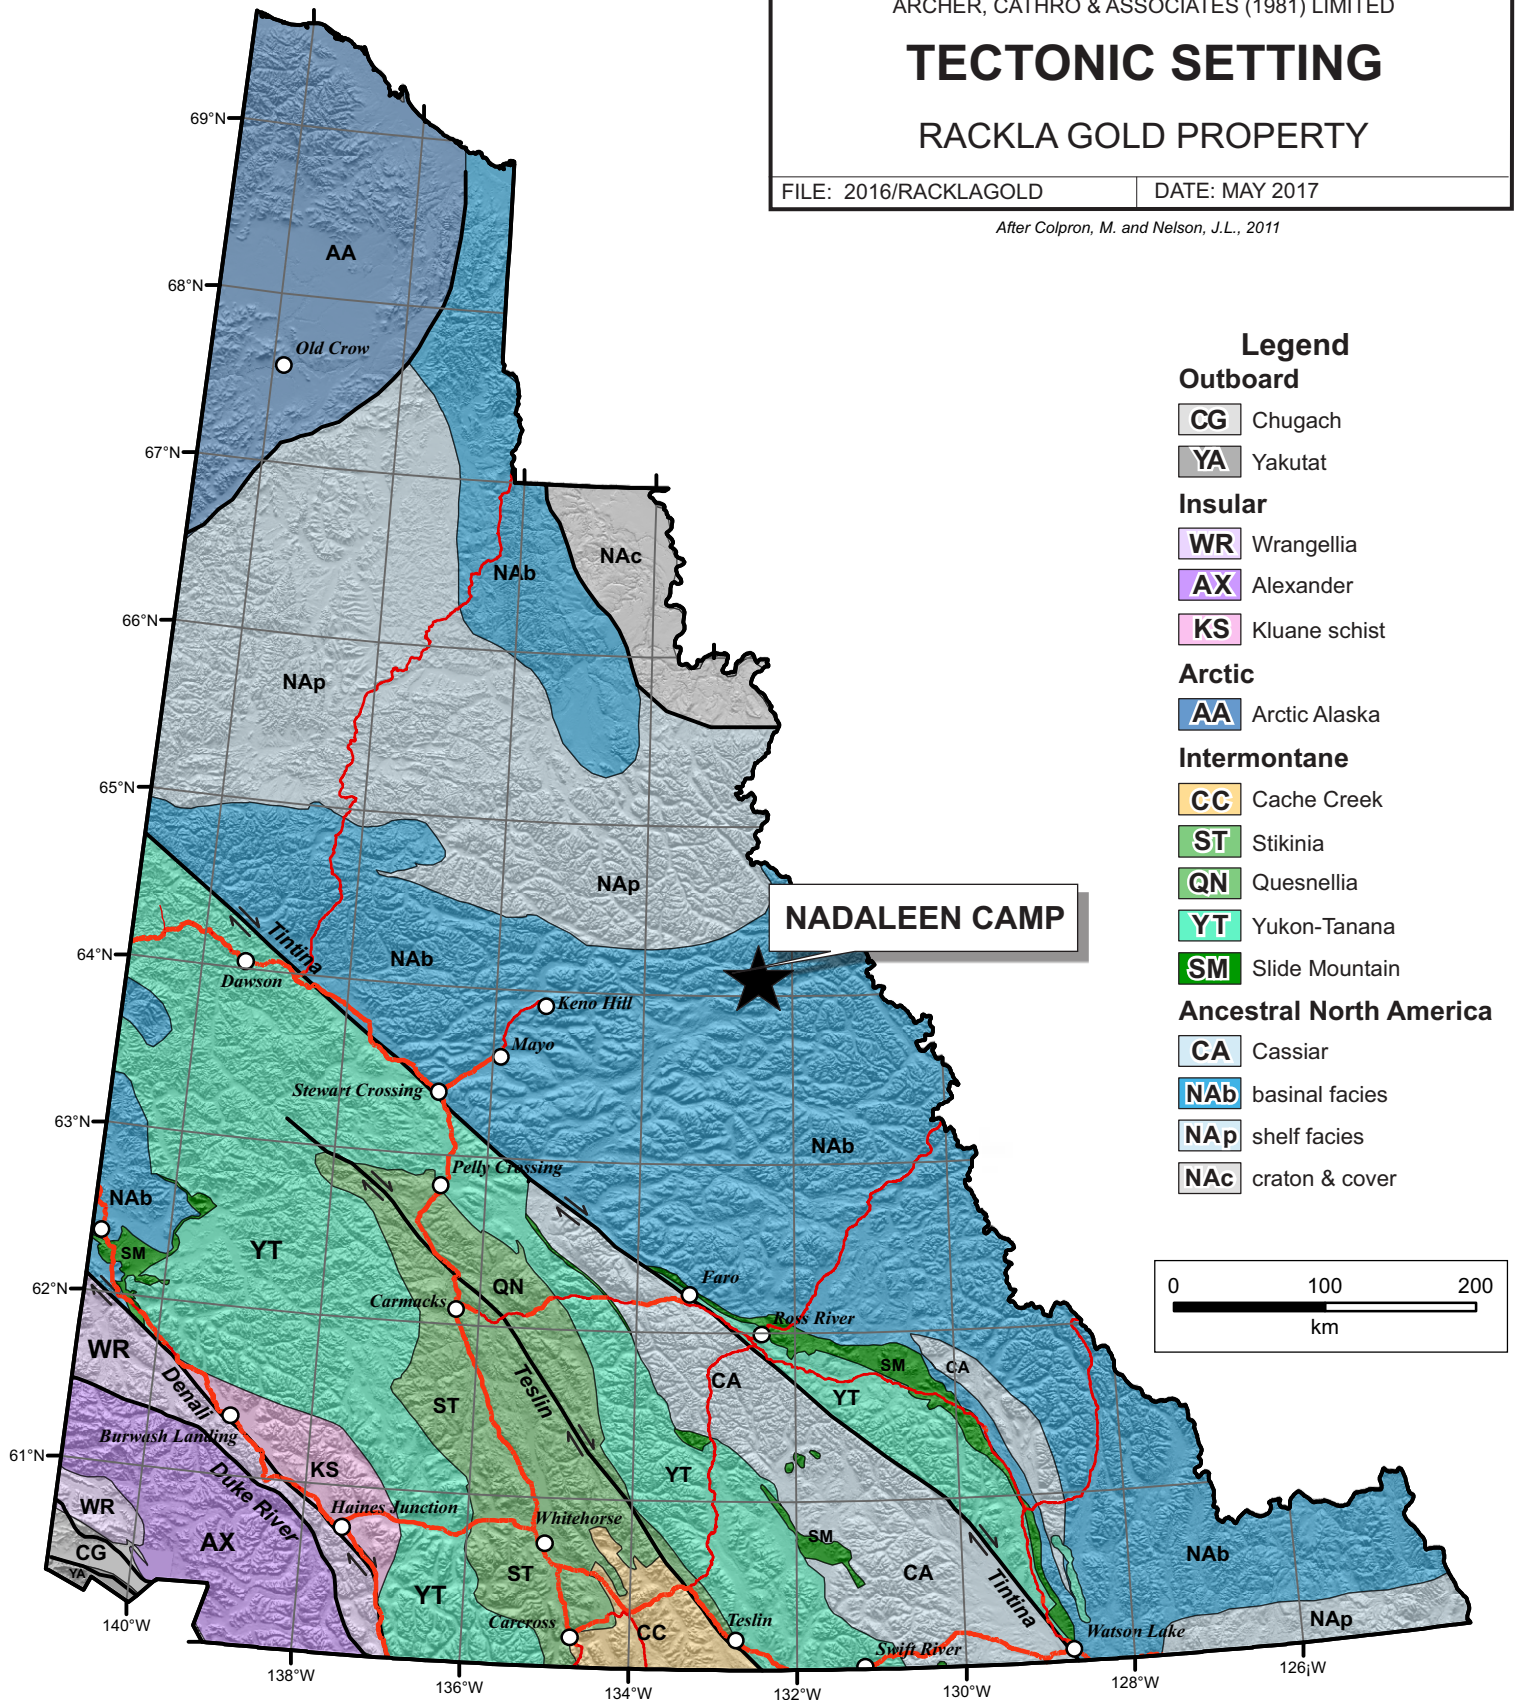 ARCHER, CATHRO & ASSOCIATES (1981) LIMITED
TECTONIC SETTING
RACKLA GOLD PROPERTY
FILE: 2016/RACKLAGOLD
DATE: MAY 2017
After Colpron, M. and Nelson, J.L., 2011
Legend
Outboard
CG Chugach
YA Yakutat
Insular
WR Wrangellia
AX Alexander
KS Kluane schist
Arctic
AA Arctic Alaska
Intermontane
CC Cache Creek
ST Stikinia
QN Quesnellia
YT Yukon-Tanana
SM Slide Mountain
Ancestral North America
CA Cassiar
NAb basinal facies
NAp shelf facies
NAc craton & cover
0 100 200
km
69°N
AA
68°N
Old Crow
67°N
NAc
NAb
66°N
NAp
65°N
NAp
NADALEEN CAMP
Tintina
64°N
NAb
Dawson
Keno Hill
Mayo
Stewart Crossing
63°N
NAb
Pelly Crossing
NAb
YT
SM
62°N
QN
Faro
Carmacks
Ross River
WR
SM
CA
Denali
Teslin
CA
YT
ST
Burwash Landing
61°N
KS
YT
Duke River
WR
Haines Junction
Whitehorse
SM
AX
CG
YA
ST
CA
NAb
YT
Tintina
140°W
Carcross
CC
Teslin
Swift River
Watson Lake
NAp
138°W
136°W
134°W
132°W
130°W
128°W
126°W